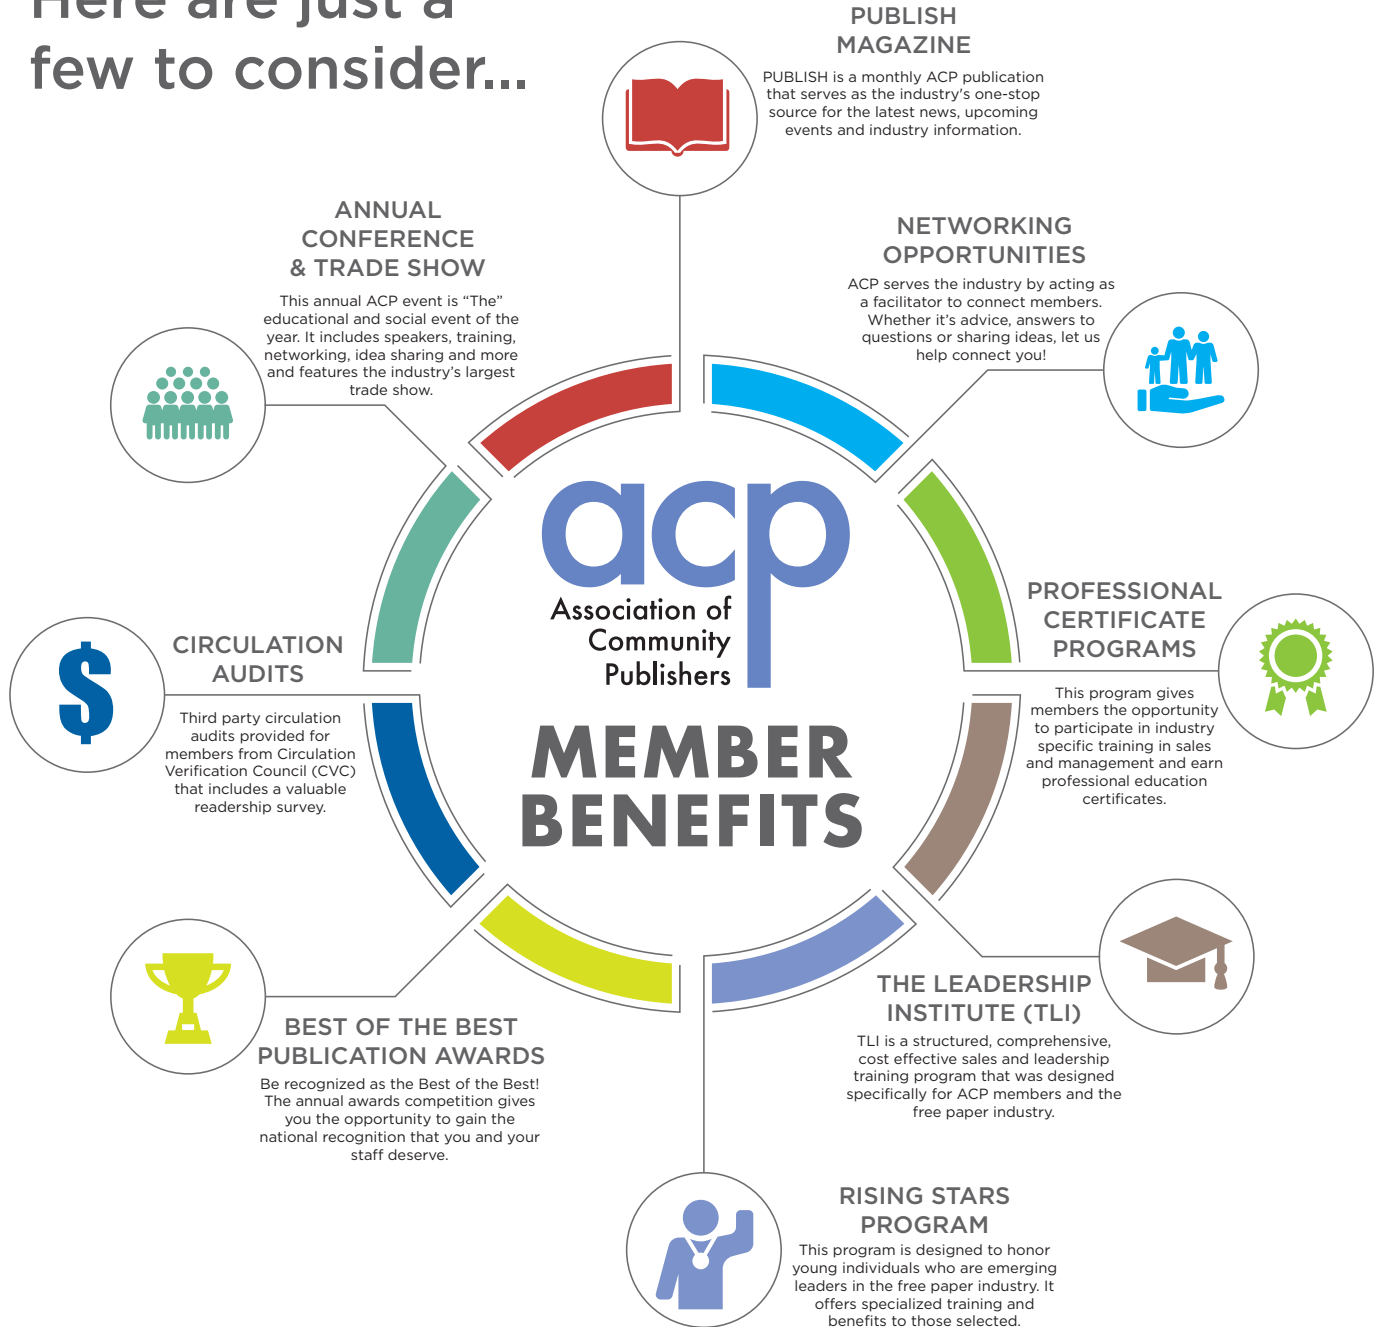 Here are just a
few to consider...
PUBLISH
MAGAZINE
PUBLISH is a monthly ACP publication
that serves as the industry's one-stop
source for the latest news, upcoming
events and industry information.
ANNUAL
CONFERENCE
& TRADE SHOW
This annual ACP event is “The”
educational and social event of the
year. It includes speakers, training,
networking, idea sharing and more
and features the industry’s largest
trade show.
NETWORKING
OPPORTUNITIES
ACP serves the industry by acting as
a facilitator to connect members.
Whether it’s advice, answers to
questions or sharing ideas, let us
help connect you!
acp
Association of
Community
Publishers
MEMBER
BENEFITS
PROFESSIONAL
CERTIFICATE
PROGRAMS
This program gives
members the opportunity
to participate in industry
specific training in sales
and management and earn
professional education
certificates.
CIRCULATION
AUDITS
Third party circulation
audits provided for
members from Circulation
Verification Council (CVC)
that includes a valuable
readership survey.
$
THE LEADERSHIP
INSTITUTE (TLI)
TLI is a structured, comprehensive,
cost effective sales and leadership
training program that was designed
specifically for ACP members and the
free paper industry.
BEST OF THE BEST
PUBLICATION AWARDS
Be recognized as the Best of the Best!
The annual awards competition gives
you the opportunity to gain the
national recognition that you and your
staff deserve.
RISING STARS
PROGRAM
This program is designed to honor
young individuals who are emerging
leaders in the free paper industry. It
offers specialized training and
benefits to those selected.